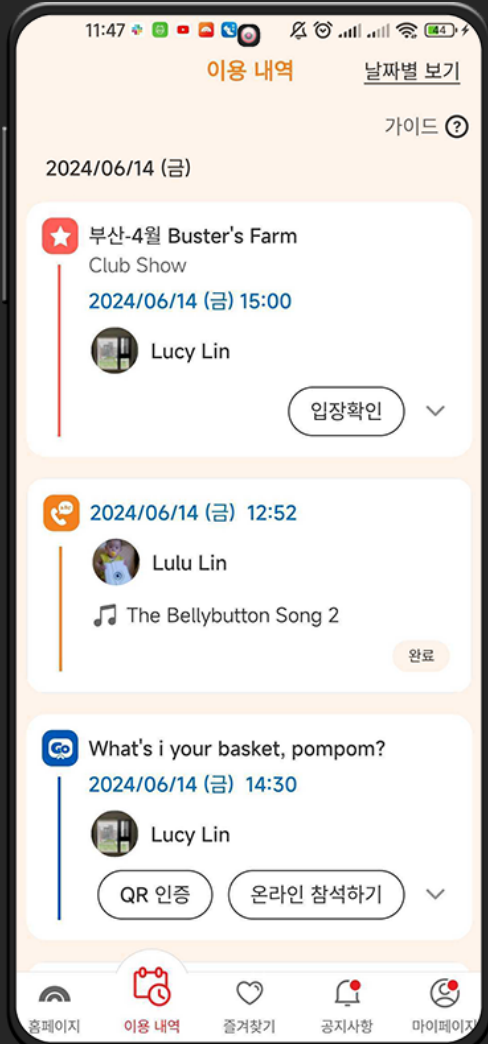 11:47
44
이용 내역
날짜별 보기
가이드 ?
2024/06/14 (금)
부산-4월 Buster's Farm
Club Show
2024/06/14 (금) 15:00
Lucy Lin
입장확인
2024/06/14 (금) 12:52
Lulu Lin
The Bellybutton Song 2
완료
Go
What's i your basket, pompom?
2024/06/14 (금) 14:30
Lucy Lin
QR 인증
온라인 참석하기
홈페이지
이용 내역
즐겨찾기
공지사항
마이페이지